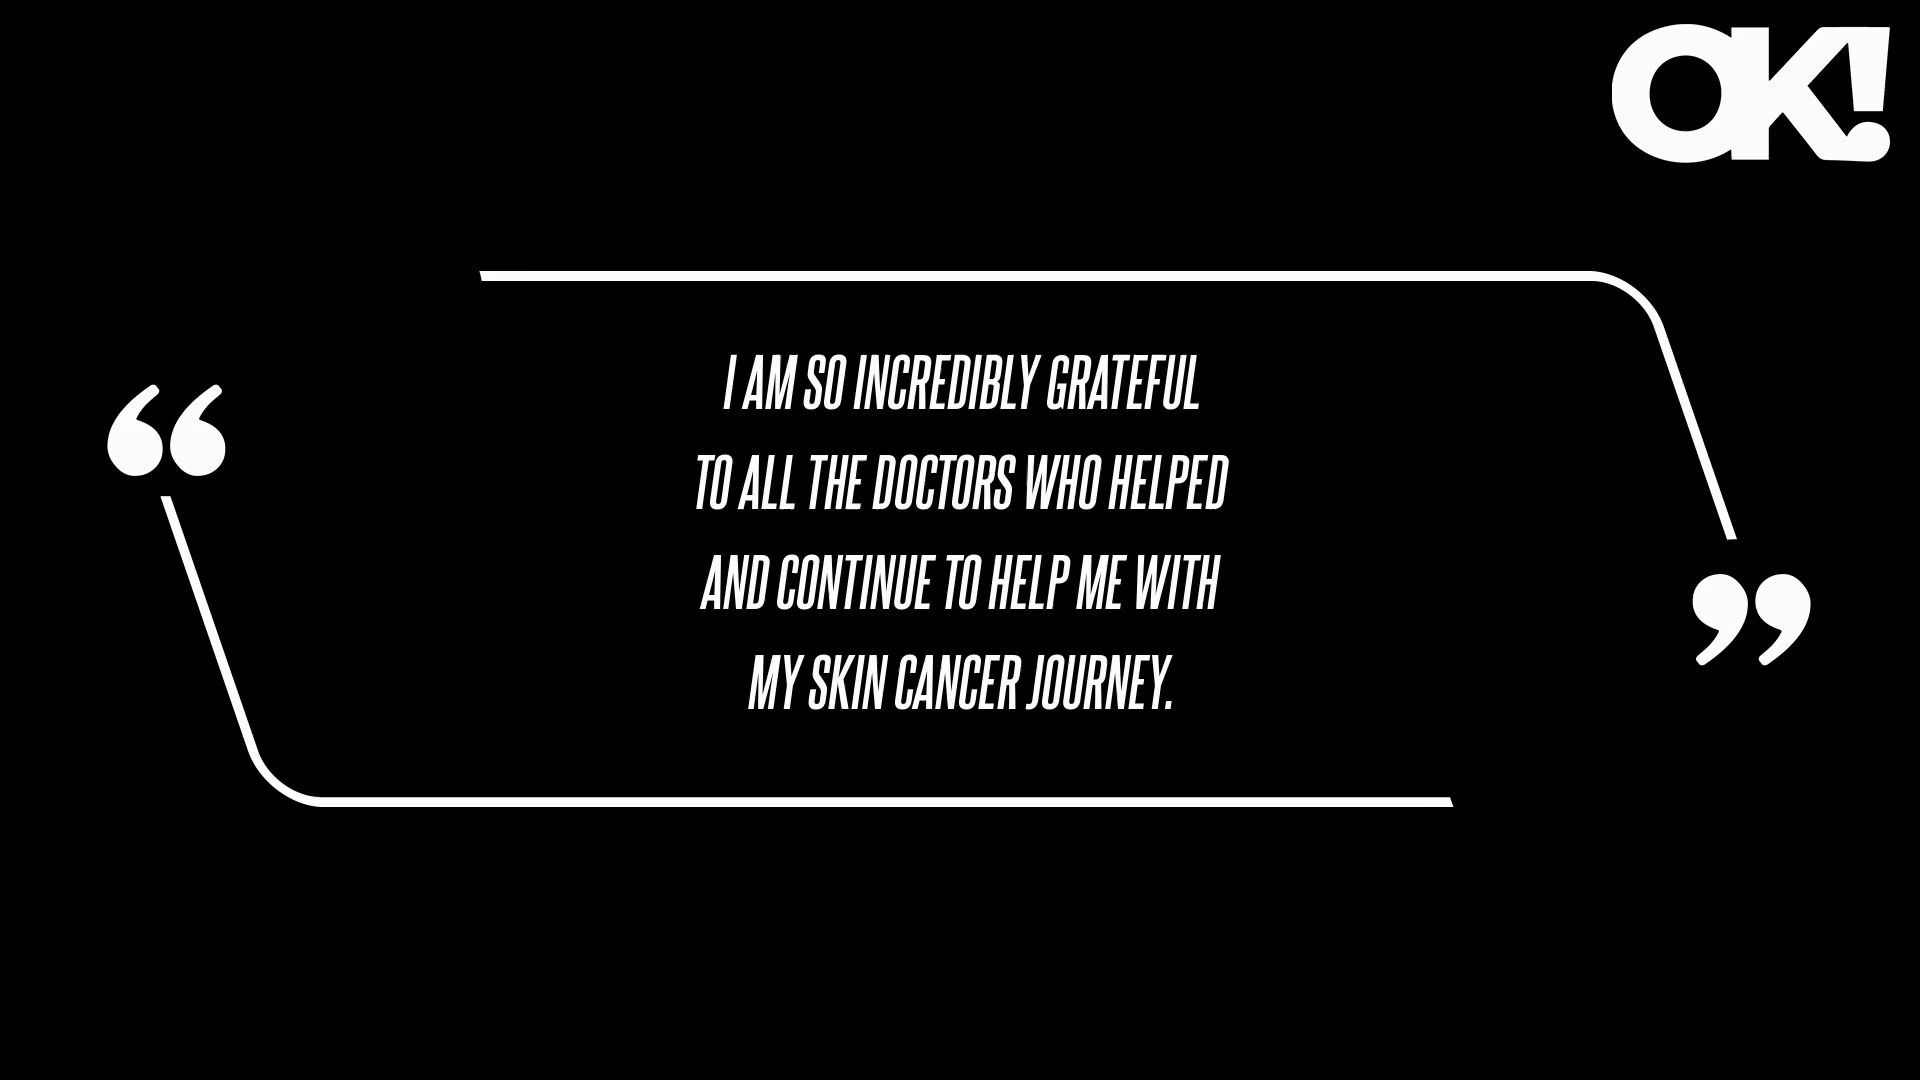 OK!
“
I AM SO INCREDIBLY GRATEFUL
TO ALL THE DOCTORS WHO HELPED
AND CONTINUE TO HELP ME WITH
MY SKIN CANCER JOURNEY.
”